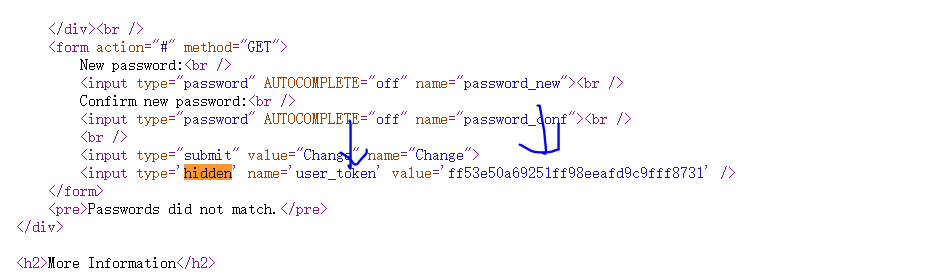 </div><br />
<form action="#" method="GET">
New password:<br />
<input type="password" AUTOCOMPLETE="off" name="password_new"><br />
Confirm new password:<br />
<input type="password" AUTOCOMPLETE="off" name="password_conf"><br />
<br />
<input type="submit" value="Change" name="Change">
<input type='hidden' name='user_token' value='ff53e50a69251ff98eeafd9c9fff8731' />
</form>
<pre>Passwords did not match.</pre>
</div>
<h2>More Information</h2>